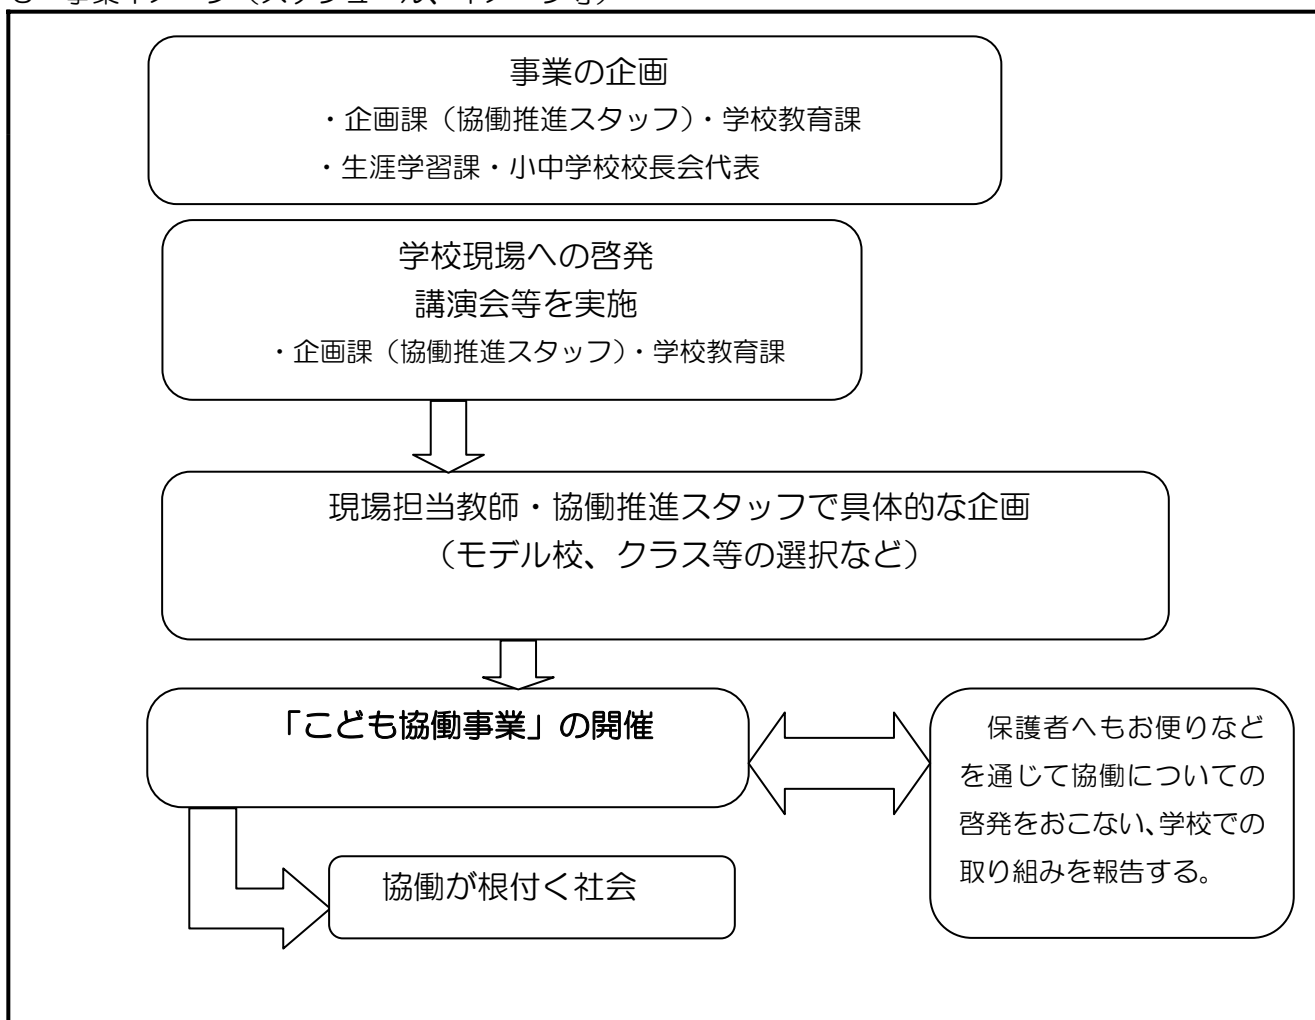 事業の企画
・企画課（協働推進スタッフ）・学校教育課
・生涯学習課・小中学校校長会代表
学校現場への啓発
講演会等を実施
・企画課（協働推進スタッフ）・学校教育課
現場担当教師・協働推進スタッフで具体的な企画
（モデル校、クラス等の選択など）
「こども協働事業」の開催
保護者へもお便りなど
を通じて協働についての
啓発をおこない、学校での
取り組みを報告する。
協働が根付く社会